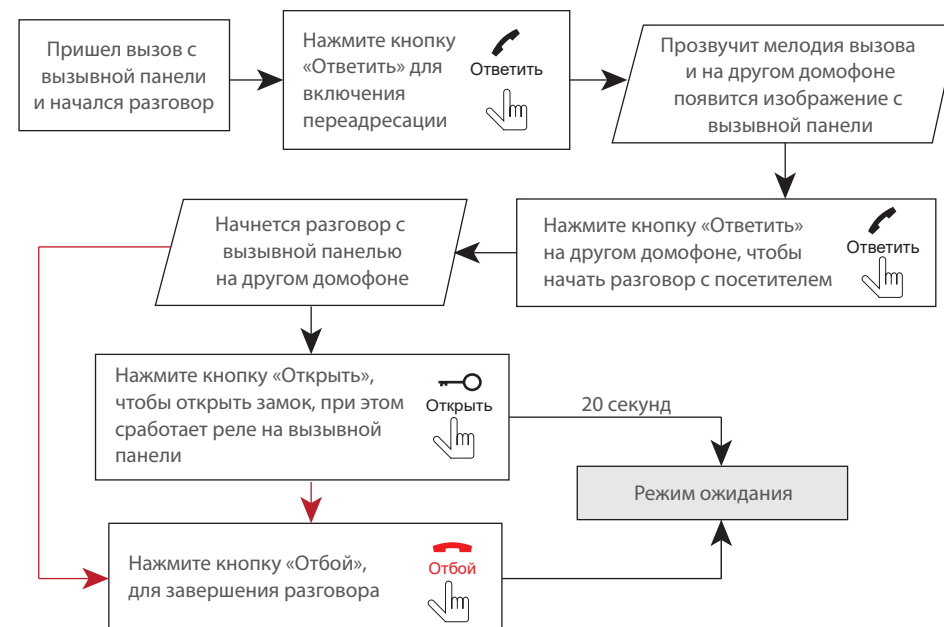 Пришел вызов с
вызывной панели
и начался разговор
Нажмите кнопку
«Ответить» для
включения
переадресации
Ответить
Прозвучит мелодия вызова
и на другом домофоне
появится изображение с
вызывной панели
Нажмите кнопку «Ответить»
на другом домофоне, чтобы
начать разговор с посетителем
Ответить
Начнется разговор с
вызывной панелью
на другом домофоне
Нажмите кнопку «Открыть»,
чтобы открыть замок, при этом
сработает реле на вызывной
панели
Открыть
20 секунд
Режим ожидания
Нажмите кнопку «Отбой»,
для завершения разговора
Отбой